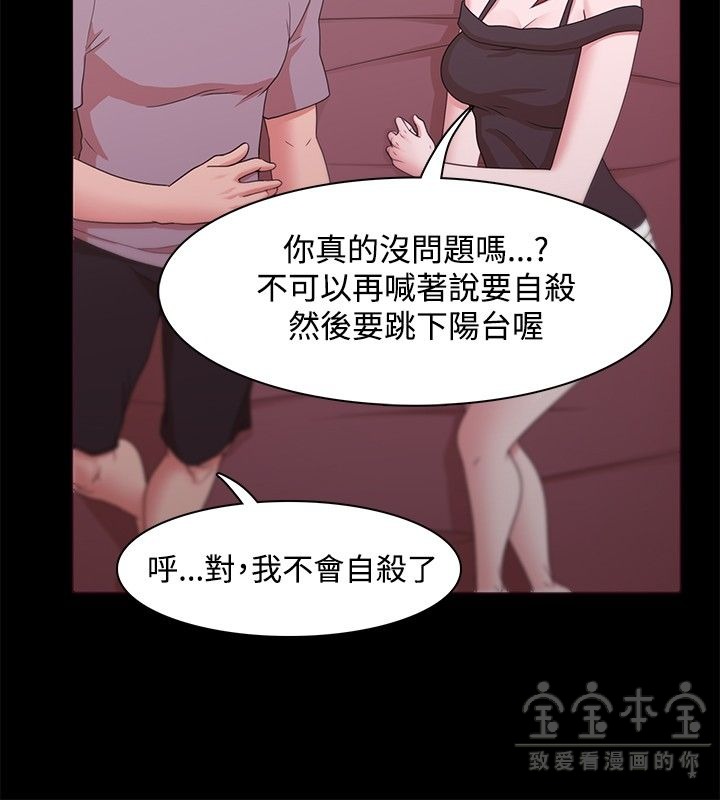 你真的沒問題嗎...?
不可以再喊著說要自殺
然後要跳下陽台喔
呼...對,我不會自殺了
宝宝本宝
致爱看漫画的你*